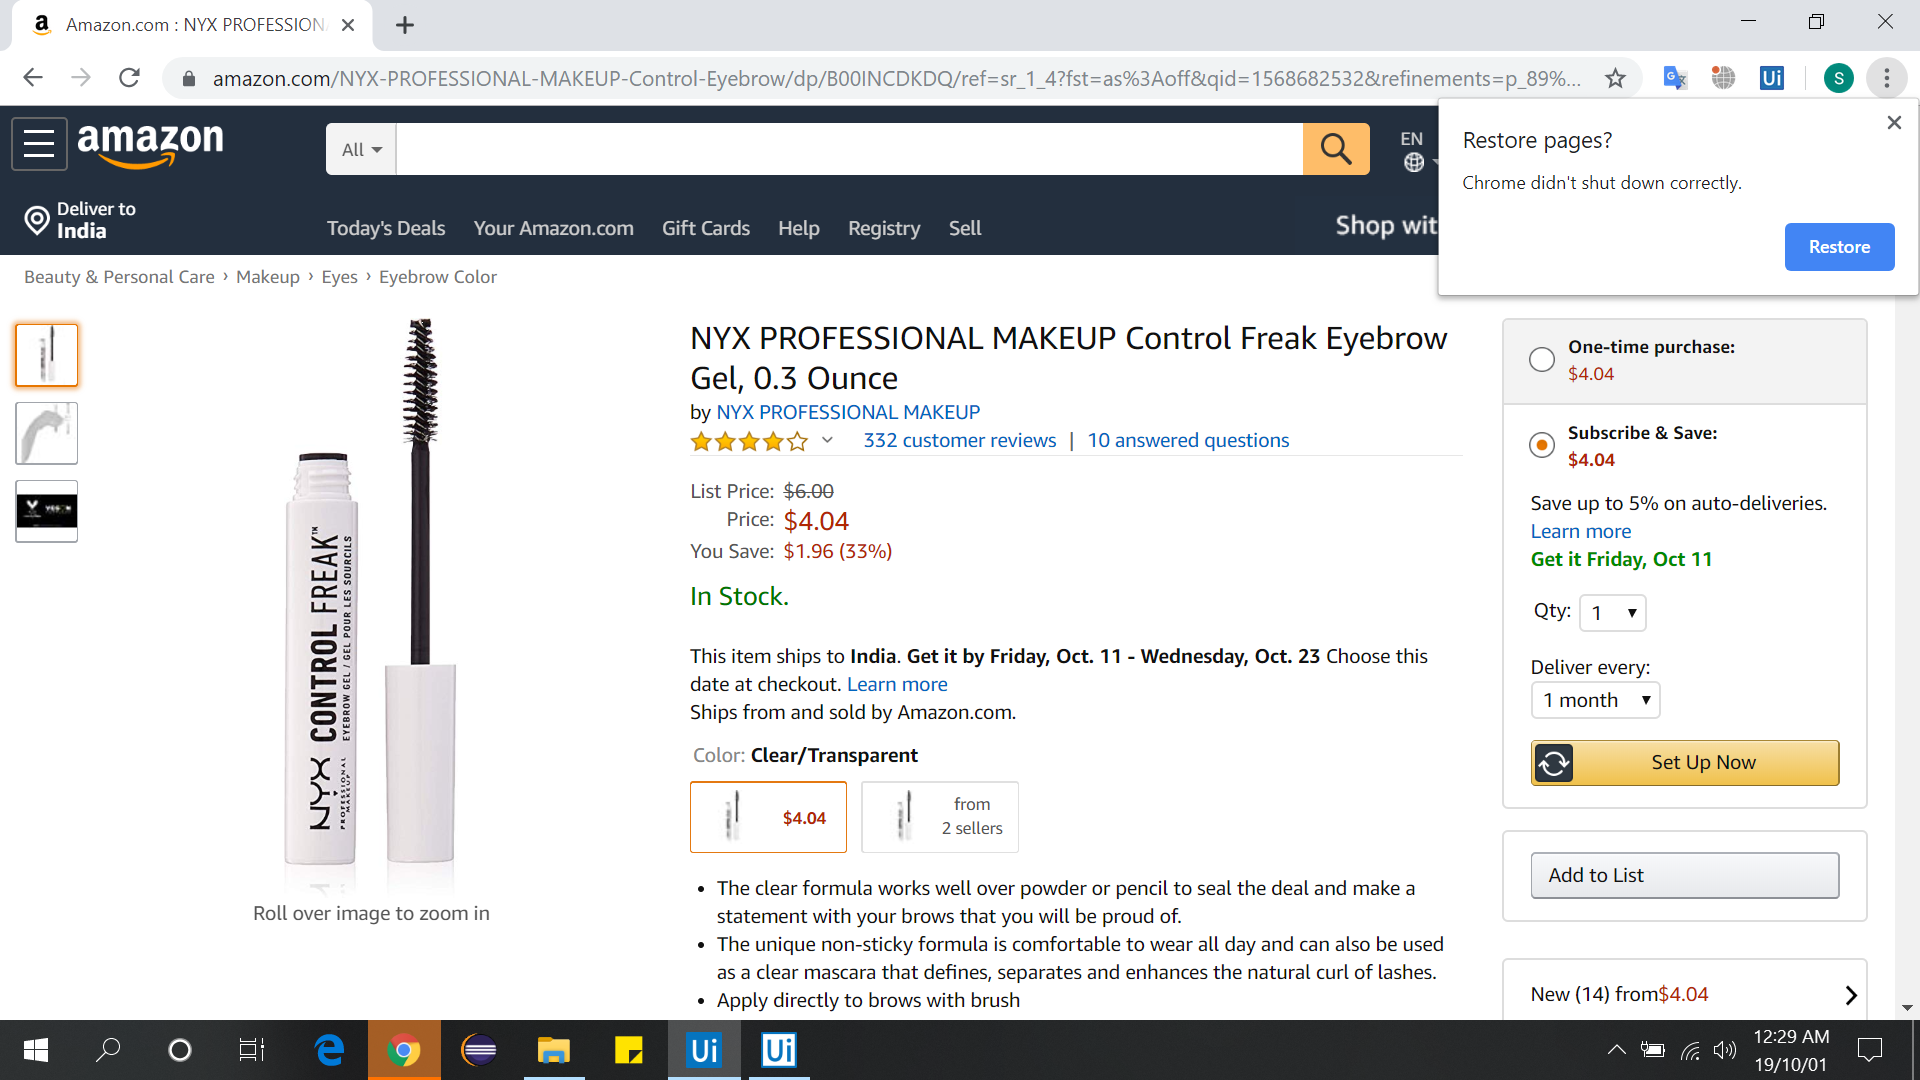 Amazon.com : NYX PROFESSION
amazon.com/NYX-PROFESSIONAL-MAKEUP-Control-Eyebrow/dp/B00INCDKDQ/ref=sr_1_4?fst=as%3Aoff&qid=1568682532&refinements=p_89%...
Ui
S
amazon
All
EN
Restore pages?
Chrome didn't shut down correctly.
Restore
Deliver to
India
Today's Deals Your Amazon.com Gift Cards Help Registry Sell
Shop wit
Beauty & Personal Care › Makeup › Eyes › Eyebrow Color
NYX PROFESSIONAL MAKEUP Control Freak Eyebrow
Gel, 0.3 Ounce
by NYX PROFESSIONAL MAKEUP
332 customer reviews | 10 answered questions
List Price: $6.00
Price: $4.04
You Save: $1.96 (33%)
In Stock.
This item ships to India. Get it by Friday, Oct. 11 - Wednesday, Oct. 23 Choose this
date at checkout. Learn more
Ships from and sold by Amazon.com.
Color: Clear/Transparent
$4.04
from
2 sellers
• The clear formula works well over powder or pencil to seal the deal and make a
statement with your brows that you will be proud of.
• The unique non-sticky formula is comfortable to wear all day and can also be used
as a clear mascara that defines, separates and enhances the natural curl of lashes.
• Apply directly to brows with brush
NYX
PROFESSIONAL
MAKEUP
CONTROL FREAK™
EYEBROW GEL / GEL POUR LES SOURCILS
Roll over image to zoom in
One-time purchase:
$4.04
Subscribe & Save:
$4.04
Save up to 5% on auto-deliveries.
Learn more
Get it Friday, Oct 11
Qty: 1
Deliver every:
1 month
Set Up Now
Add to List
New (14) from$4.04
Ui
Ui
12:29 AM
19/10/01